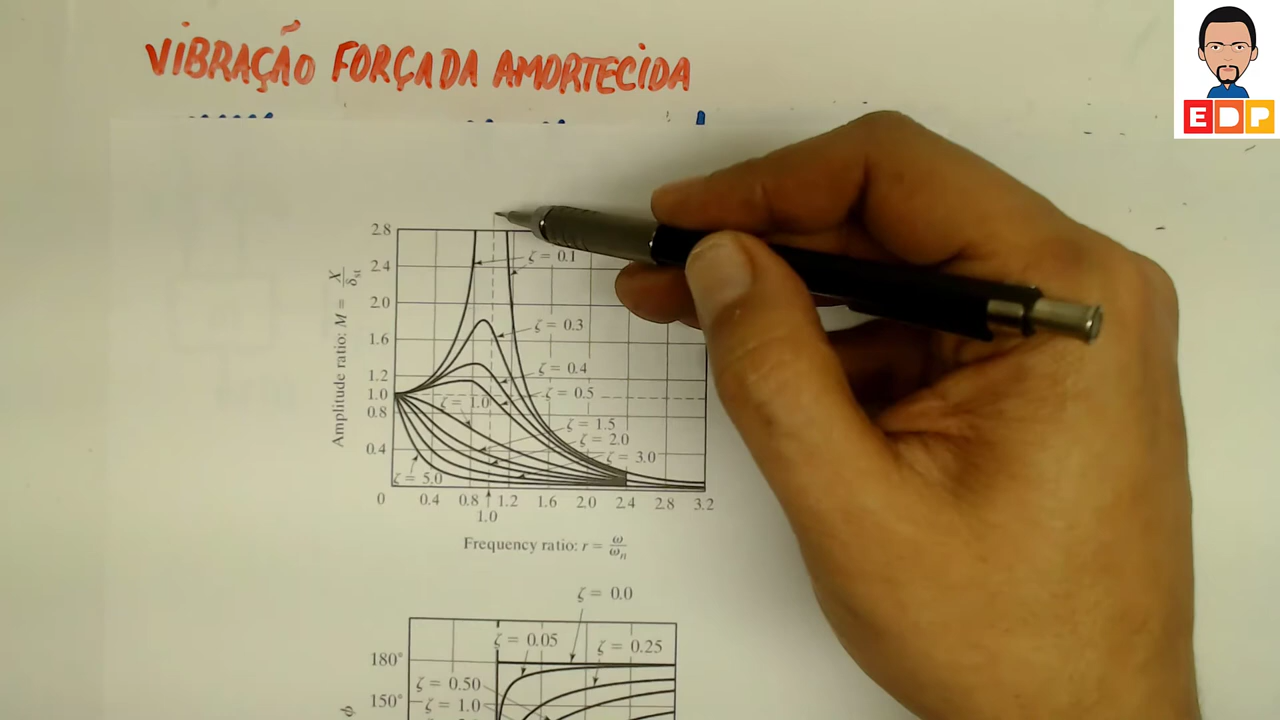 VIBRAÇÃO FORÇADA AMORTECIDA
EDP
2.8
2.4
2.0
1.6
1.2
1.0
0.8
0.4
0
Amplitude ratio: M = X/δst
ζ = 0.1
ζ = 0.3
ζ = 0.4
ζ = 0.5
ζ = 1.0
ζ = 1.5
ζ = 2.0
ζ = 3.0
ζ = 5.0
0.4 0.8 1.2 1.6 2.0 2.4 2.8 3.2
1.0
Frequency ratio: r = ω/ωn
ζ = 0.0
ζ = 0.05
ζ = 0.25
180°
ζ = 0.50
150°
ζ = 1.0
ϕ